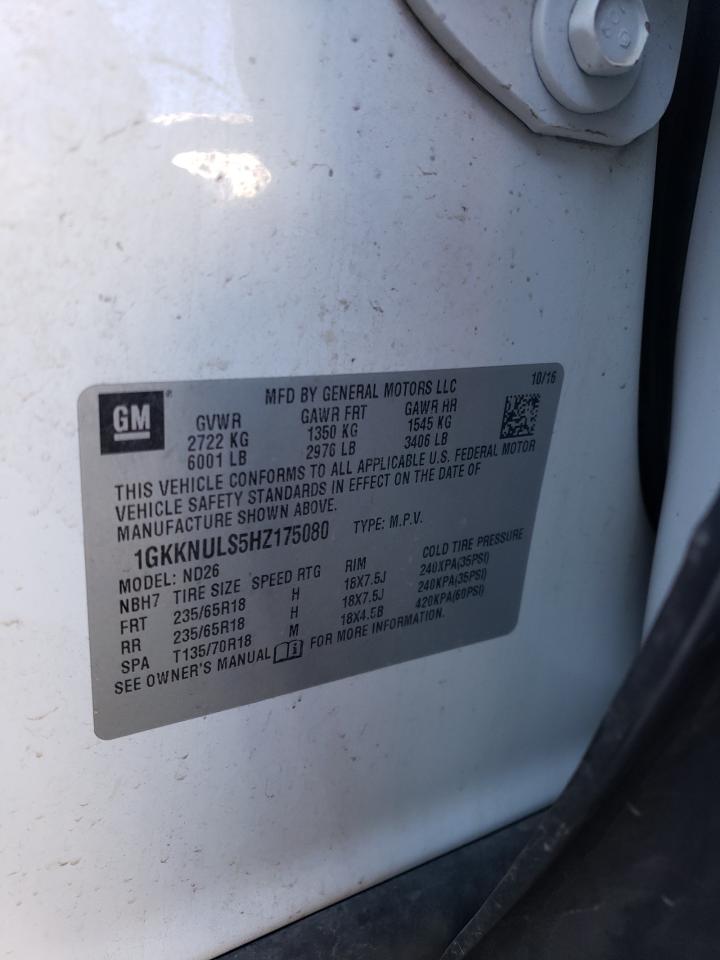 GM®
MFD BY GENERAL MOTORS LLC 10/16
GVWR GAWR FRT GAWR RR
2722 KG 1350 KG 1545 KG
6001 LB 2976 LB 3406 LB
THIS VEHICLE CONFORMS TO ALL APPLICABLE U.S. FEDERAL MOTOR
VEHICLE SAFETY STANDARDS IN EFFECT ON THE DATE OF
MANUFACTURE SHOWN ABOVE.
1GKKNULS5HZ175080 TYPE: M.P.V.
MODEL: ND26
NBH7 TIRE SIZE SPEED RTG RIM COLD TIRE PRESSURE
FRT 235/65R18 H 18X7.5J 240KPA(35PSI)
RR 235/65R18 H 18X7.5J 240KPA(35PSI)
SPA T135/70R18 M 18X4.5B 420KPA(60PSI)
SEE OWNER'S MANUAL FOR MORE INFORMATION.